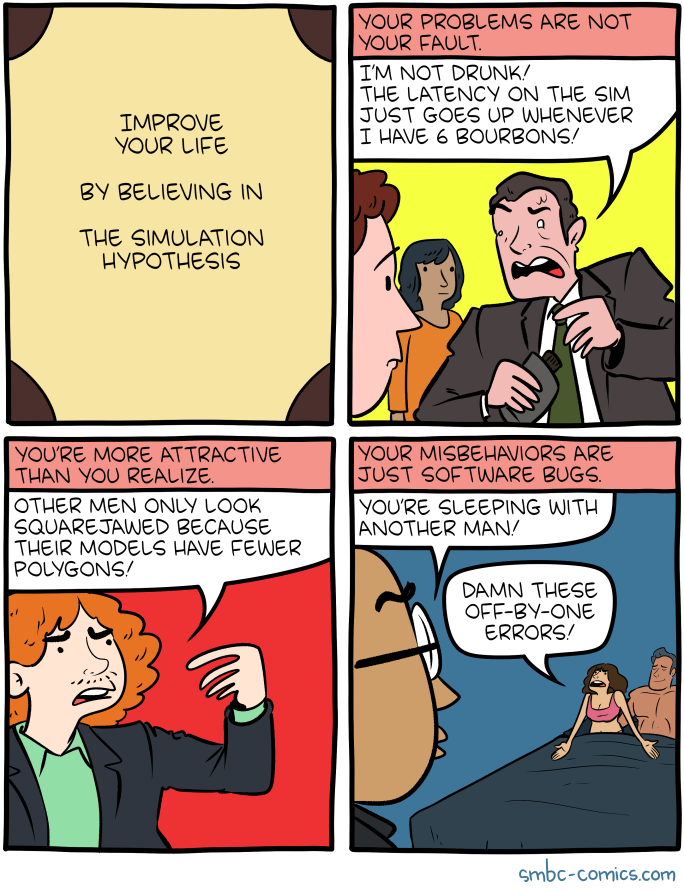 IMPROVE
YOUR LIFE
BY BELIEVING IN
THE SIMULATION
HYPOTHESIS
YOUR PROBLEMS ARE NOT
YOUR FAULT.
I'M NOT DRUNK!
THE LATENCY ON THE SIM
JUST GOES UP WHENEVER
I HAVE 6 BOURBONS!
YOU'RE MORE ATTRACTIVE
THAN YOU REALIZE.
OTHER MEN ONLY LOOK
SQUAREJAWED BECAUSE
THEIR MODELS HAVE FEWER
POLYGONS!
YOUR MISBEHAVIORS ARE
JUST SOFTWARE BUGS.
YOU'RE SLEEPING WITH
ANOTHER MAN!
DAMN THESE
OFF-BY-ONE
ERRORS!
smbc-comics.com